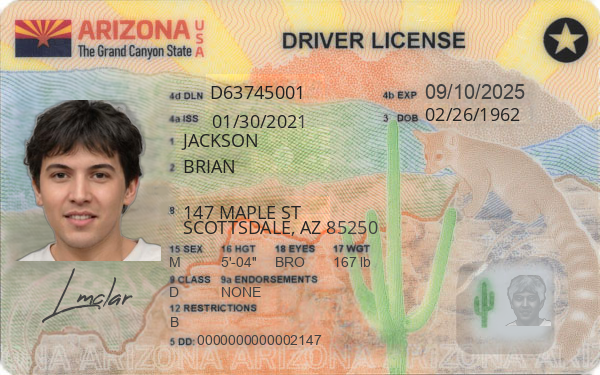 ARIZONA USA
The Grand Canyon State
DRIVER LICENSE
4d DLN D63745001
4b EXP 09/10/2025
4a ISS 01/30/2021
3 DOB 02/26/1962
1 JACKSON
2 BRIAN
8 147 MAPLE ST
SCOTTSDALE, AZ 85250
15 SEX 16 HGT 18 EYES 17 WGT
M 5'-04" BRO 167 lb
9 CLASS 9a ENDORSEMENTS
D NONE
12 RESTRICTIONS
B
5 DD: 0000000000002147
ARIZONA ARIZONA ARIZONA ARIZONA